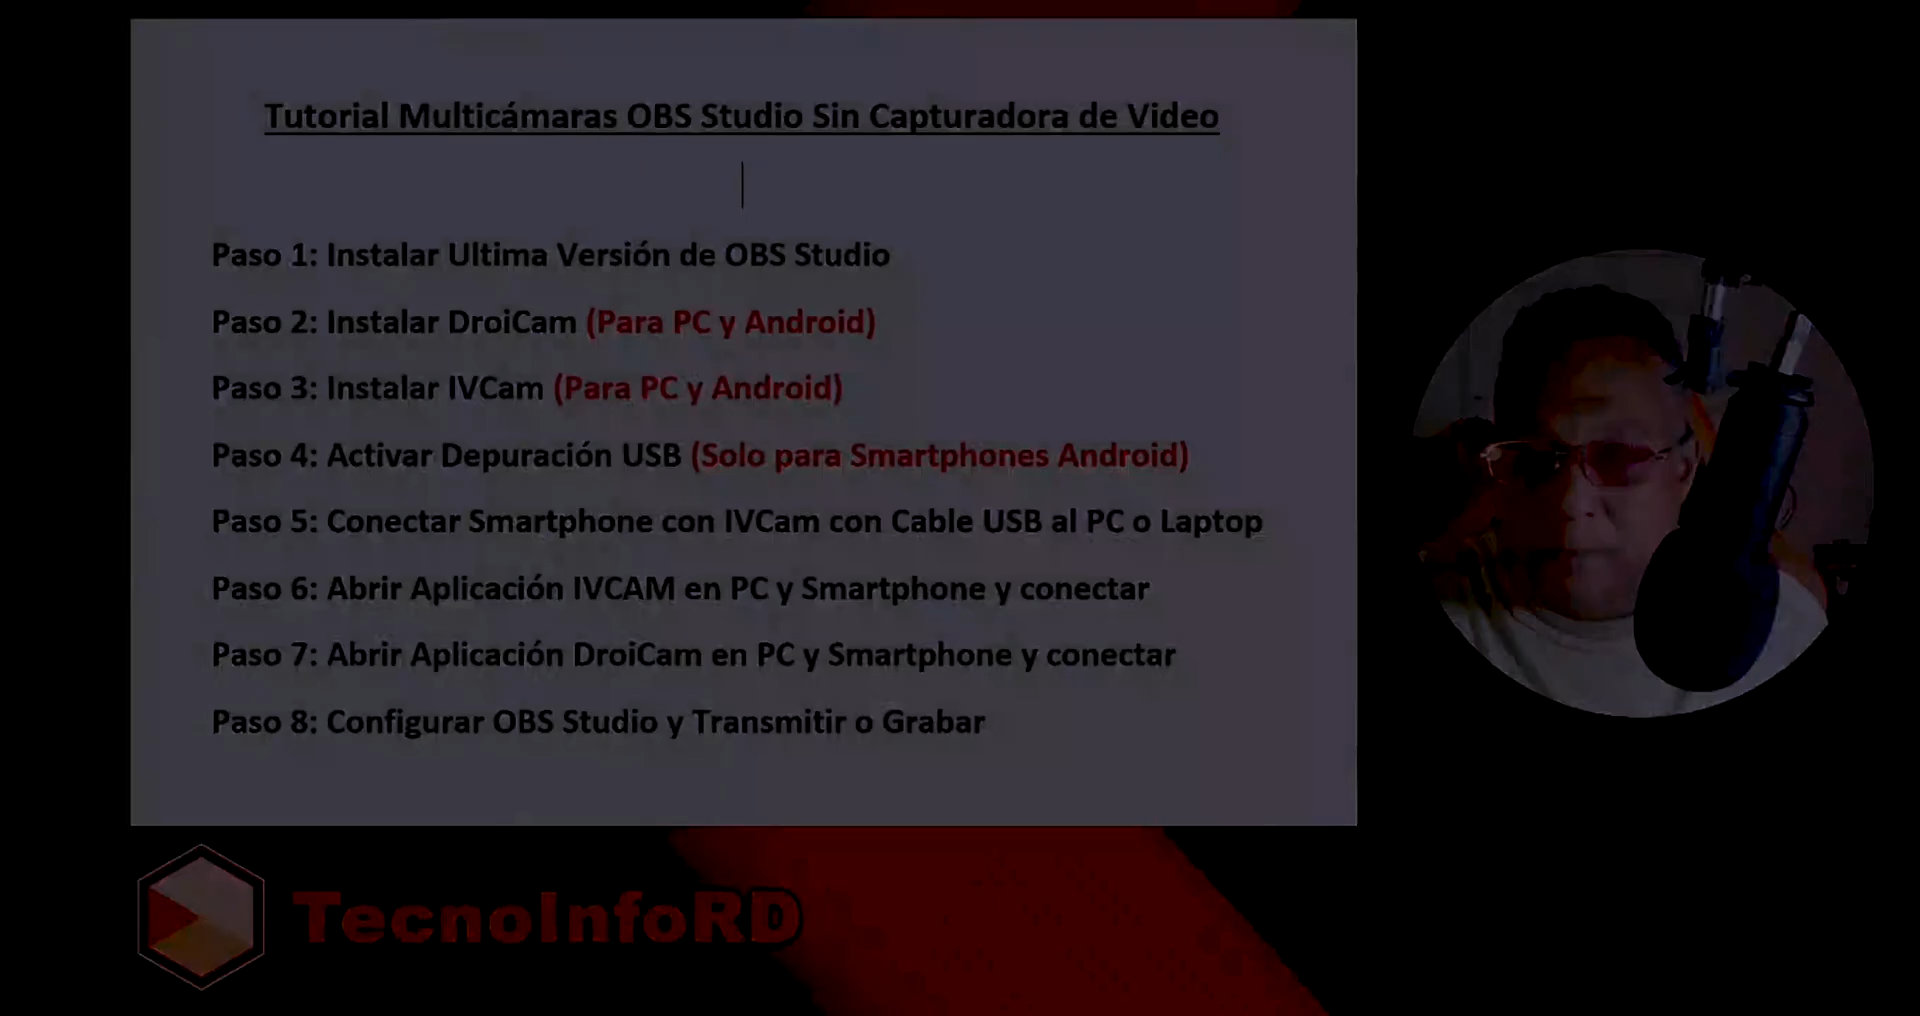 Tutorial Multicámaras OBS Studio Sin Capturadora de Video
Paso 1: Instalar Ultima Versión de OBS Studio
Paso 2: Instalar DroiCam (Para PC y Android)
Paso 3: Instalar IVCam (Para PC y Android)
Paso 4: Activar Depuración USB (Solo para Smartphones Android)
Paso 5: Conectar Smartphone con IVCam con Cable USB al PC o Laptop
Paso 6: Abrir Aplicación IVCAM en PC y Smartphone y conectar
Paso 7: Abrir Aplicación DroiCam en PC y Smartphone y conectar
Paso 8: Configurar OBS Studio y Transmitir o Grabar
TecnoInfoRD